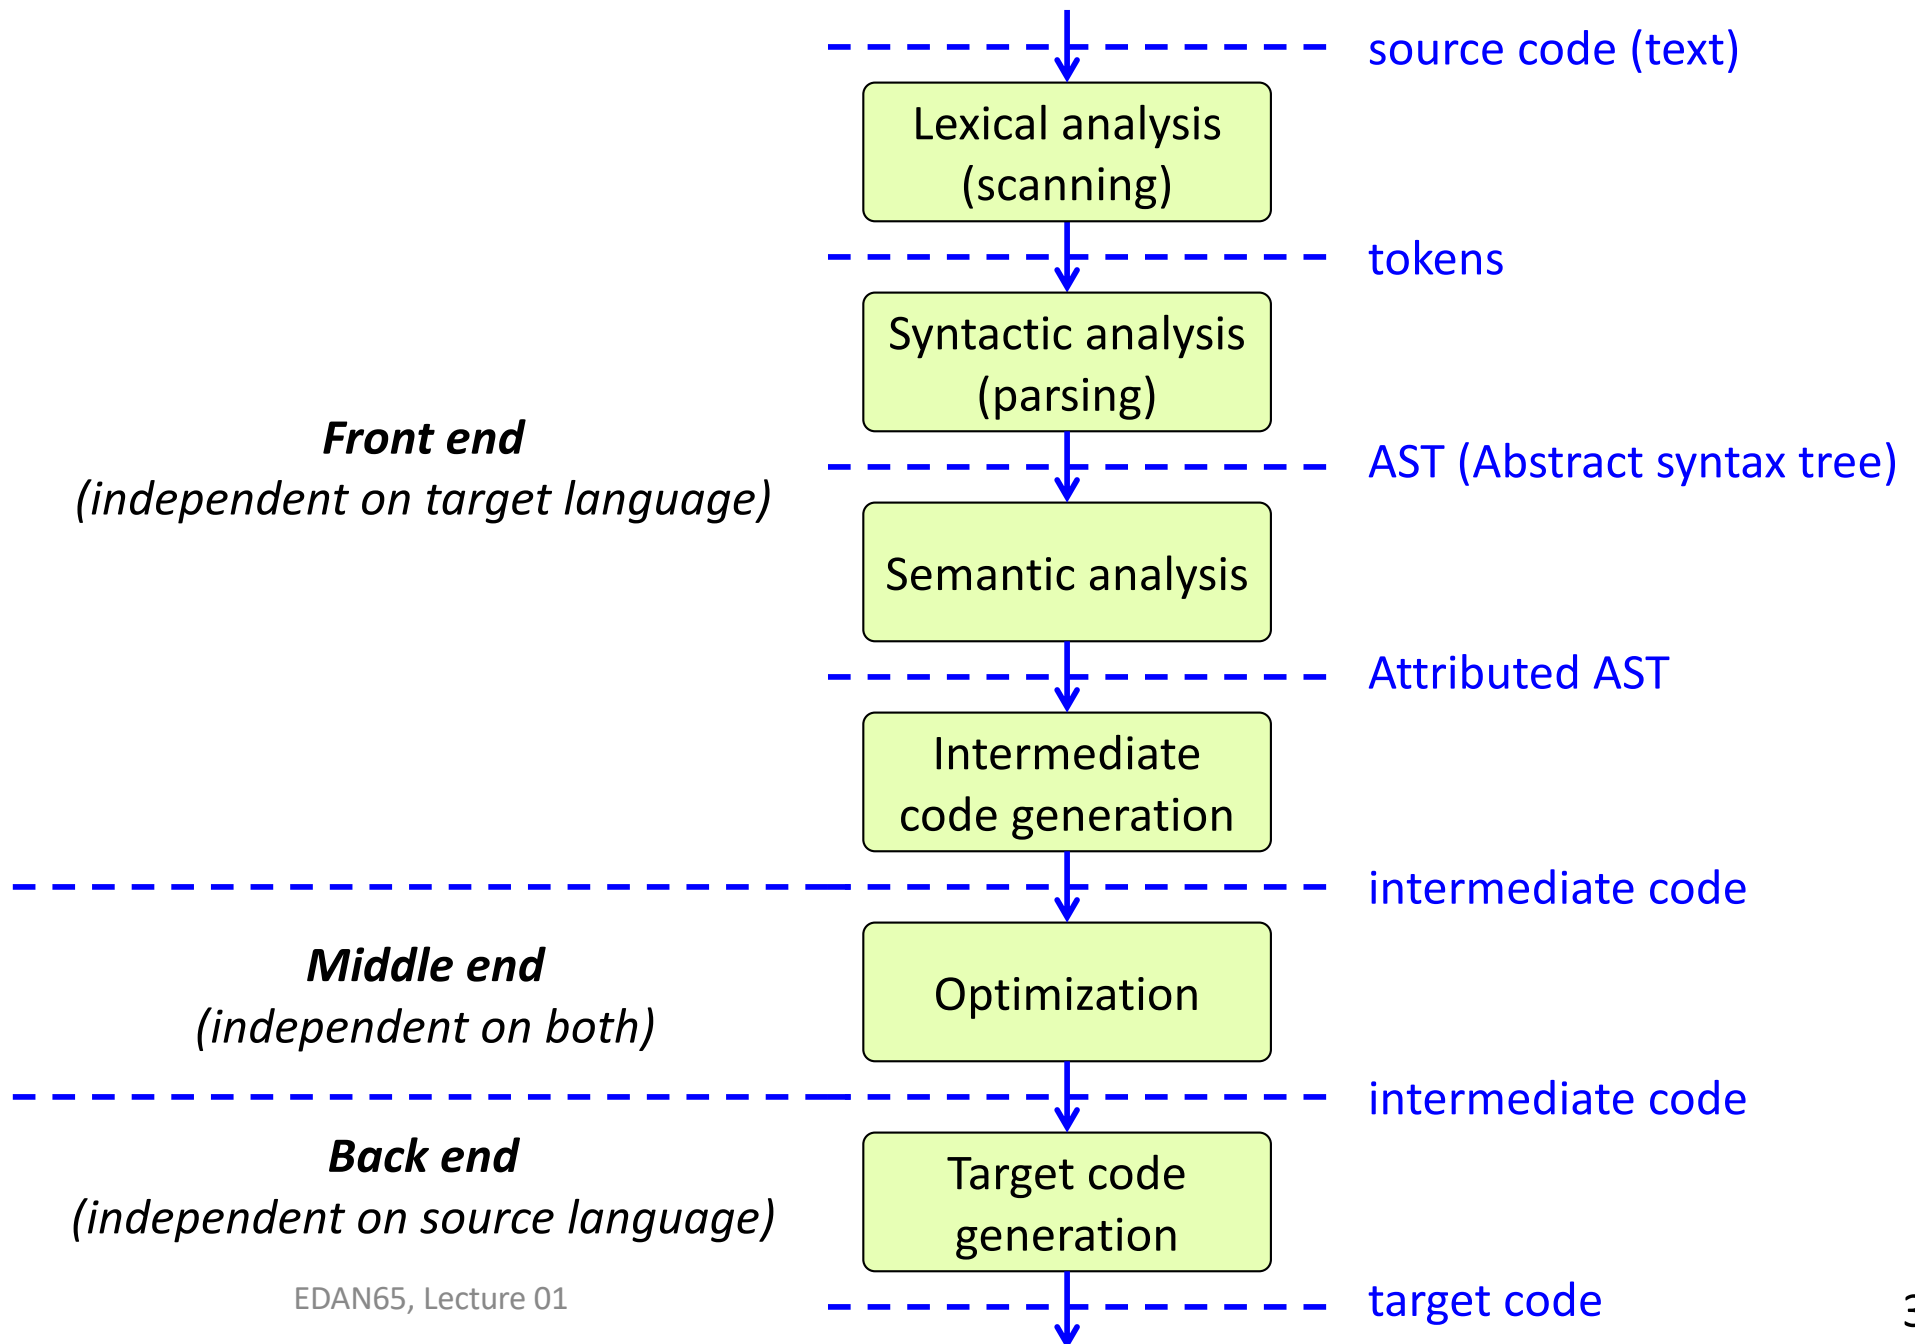 source code (text)
Lexical analysis
(scanning)
tokens
Syntactic analysis
(parsing)
Front end
(independent on target language)
AST (Abstract syntax tree)
Semantic analysis
Attributed AST
Intermediate
code generation
intermediate code
Middle end
(independent on both)
Optimization
intermediate code
Back end
(independent on source language)
Target code
generation
EDAN65, Lecture 01
target code